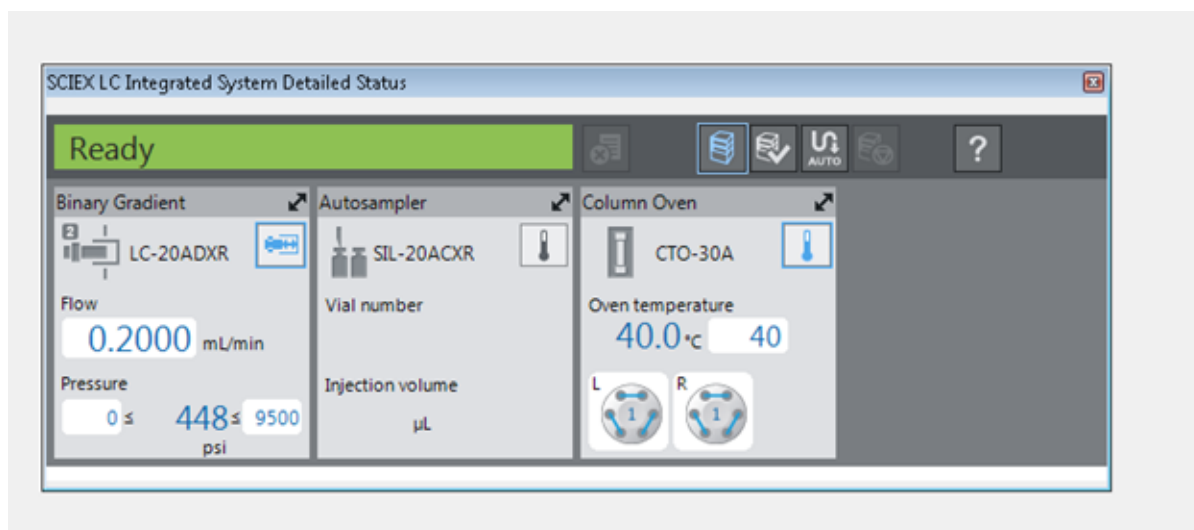 SCIEX LC Integrated System Detailed Status
Ready
AUTO
?
Binary Gradient
2
LC-20ADXR
Flow
0.2000 mL/min
Pressure
0 ≤ 448 ≤ 9500
psi
Autosampler
SIL-20ACXR
Vial number
Injection volume
µL
Column Oven
CTO-30A
Oven temperature
40.0 °C 40
L 1 R 1